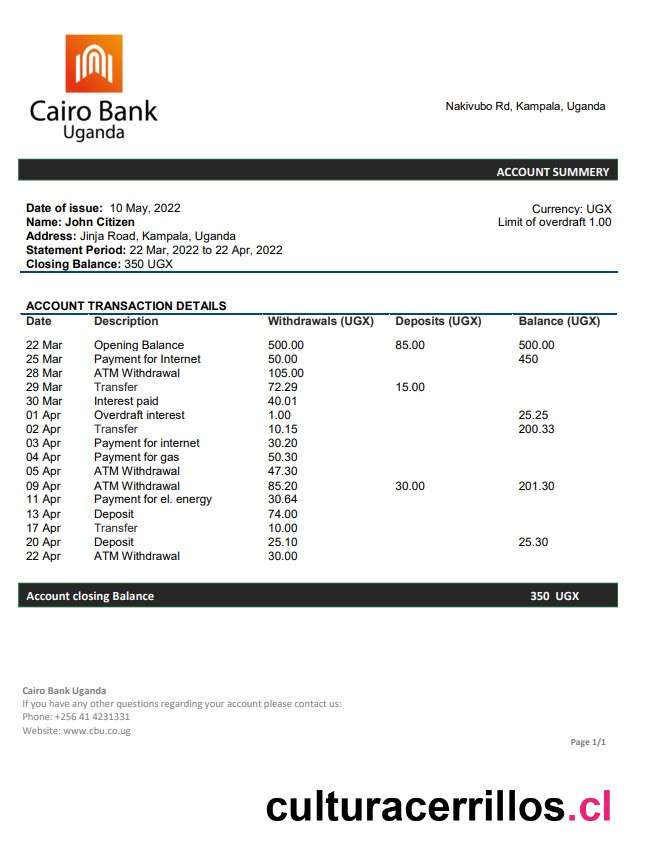 Cairo Bank
Uganda
Nakivubo Rd, Kampala, Uganda
ACCOUNT SUMMERY
Date of issue: 10 May, 2022
Currency: UGX
Name: John Citizen
Limit of overdraft 1.00
Address: Jinja Road, Kampala, Uganda
Statement Period: 22 Mar, 2022 to 22 Apr, 2022
Closing Balance: 350 UGX
ACCOUNT TRANSACTION DETAILS
Date Description Withdrawals (UGX) Deposits (UGX) Balance (UGX)
22 Mar Opening Balance 500.00 85.00 500.00
25 Mar Payment for Internet 50.00 450
28 Mar ATM Withdrawal 105.00
29 Mar Transfer 72.29 15.00
30 Mar Interest paid 40.01
01 Apr Overdraft interest 1.00 25.25
02 Apr Transfer 10.15 200.33
03 Apr Payment for internet 30.20
04 Apr Payment for gas 50.30
05 Apr ATM Withdrawal 47.30
09 Apr ATM Withdrawal 85.20 30.00 201.30
11 Apr Payment for el. energy 30.64
13 Apr Deposit 74.00
17 Apr Transfer 10.00
20 Apr Deposit 25.10 25.30
22 Apr ATM Withdrawal 30.00
Account closing Balance 350 UGX
Cairo Bank Uganda
If you have any other questions regarding your account please contact us:
Phone: +256 41 4231331
Website: www.cbu.co.ug
Page 1/1
culturacerrillos.cl